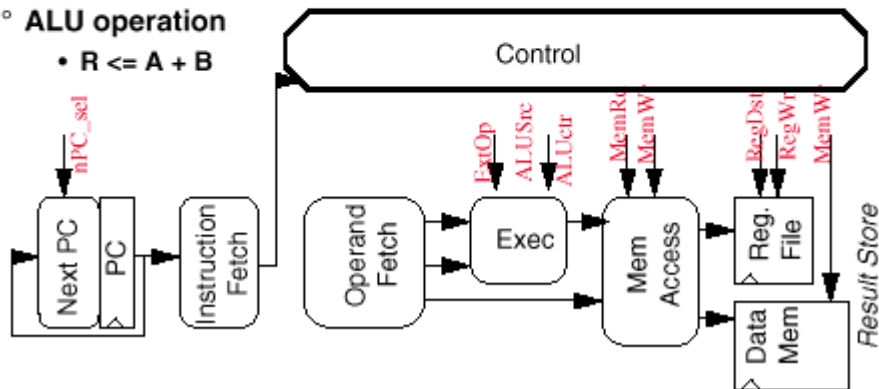 ° ALU operation
• R <= A + B
Control
nPC_sel
ExtOp
ALUSrc
ALUctr
MemRd
MemWr
RegDst
RegWr
MemWr
Next PC
PC
Instruction
Fetch
Operand
Fetch
Exec
Mem
Access
Reg.
File
Data
Mem
Result Store